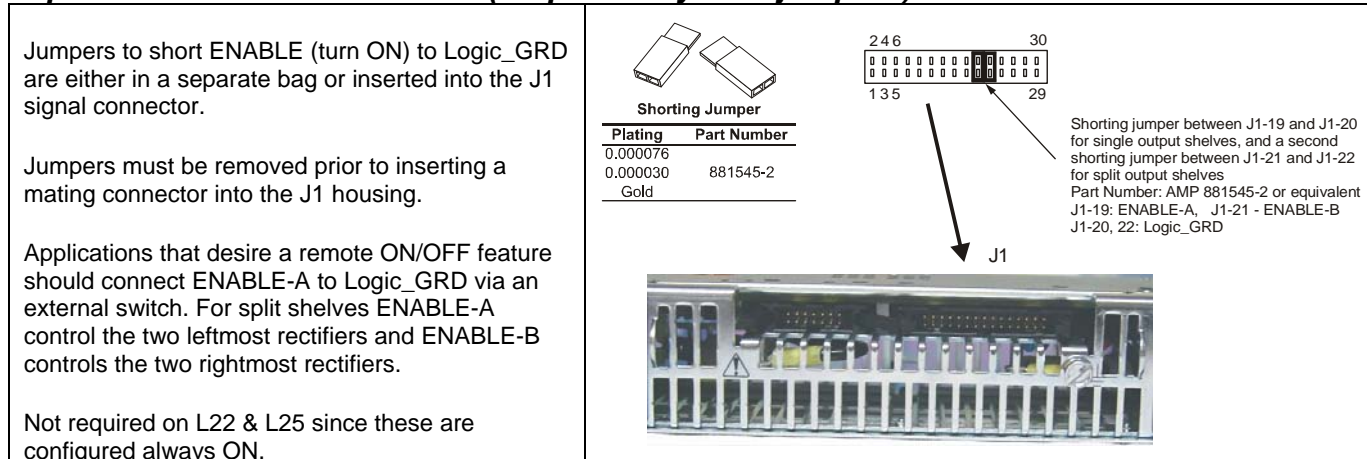 Jumpers to short ENABLE (turn ON) to Logic_GRD
are either in a separate bag or inserted into the J1
signal connector.
Jumpers must be removed prior to inserting a
mating connector into the J1 housing.
Applications that desire a remote ON/OFF feature
should connect ENABLE-A to Logic_GRD via an
external switch. For split shelves ENABLE-A
control the two leftmost rectifiers and ENABLE-B
controls the two rightmost rectifiers.
Not required on L22 & L25 since these are
configured always ON.
Shorting Jumper
Plating Part Number
0.000076
0.000030 881545-2
Gold
2 4 6 30
1 3 5 29
Shorting jumper between J1-19 and J1-20
for single output shelves, and a second
shorting jumper between J1-21 and J1-22
for split output shelves
Part Number: AMP 881545-2 or equivalent
J1-19: ENABLE-A, J1-21 - ENABLE-B
J1-20, 22: Logic_GRD
J1